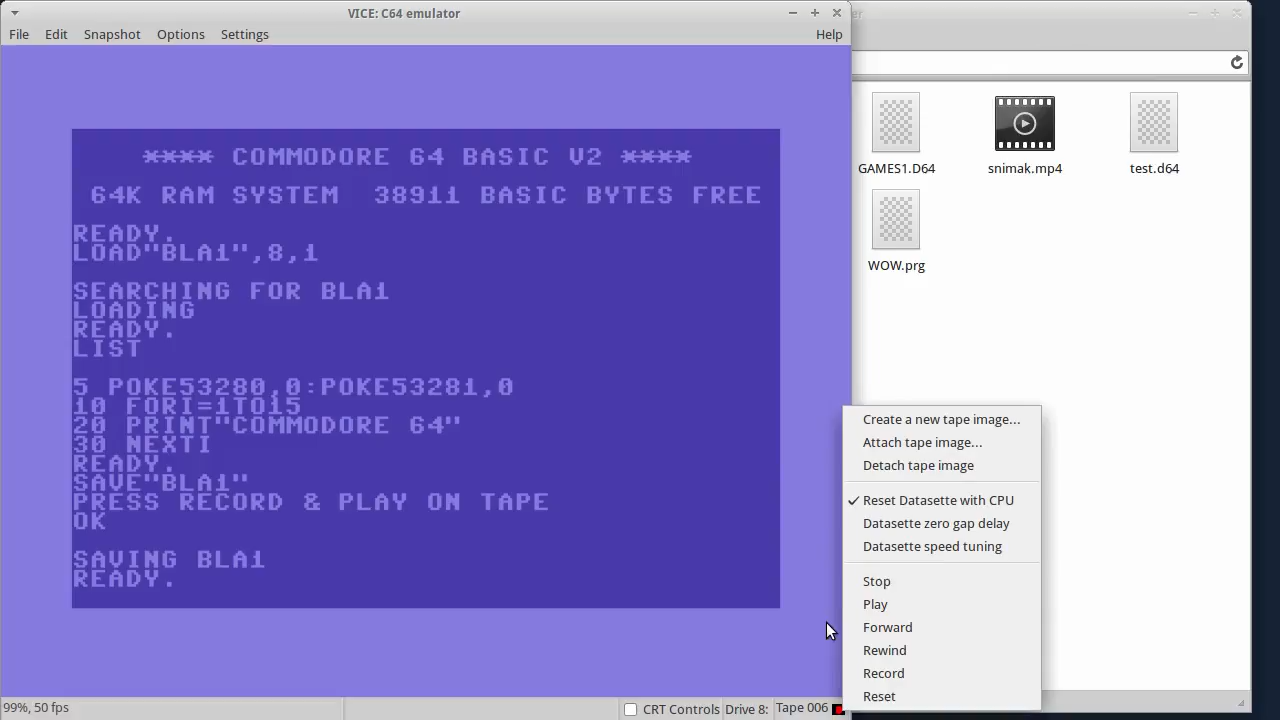 VICE: C64 emulator
File Edit Snapshot Options Settings Help
**** COMMODORE 64 BASIC V2 ****
64K RAM SYSTEM  38911 BASIC BYTES FREE
READY.
LOAD"BLA1",8,1
SEARCHING FOR BLA1
LOADING
READY.
LIST
5 POKE53280,0:POKE53281,0
10 FORI=1TO15
20 PRINT"COMMODORE 64"
30 NEXTI
READY.
SAVE"BLA1"
PRESS RECORD & PLAY ON TAPE
OK
SAVING BLA1
READY.
99%, 50 fps
CRT Controls
Drive 8:
Tape 006
GAMES1.D64
snimak.mp4
test.d64
WOW.prg
Create a new tape image...
Attach tape image...
Detach tape image
Reset Datasette with CPU
Datasette zero gap delay
Datasette speed tuning
Stop
Play
Forward
Rewind
Record
Reset